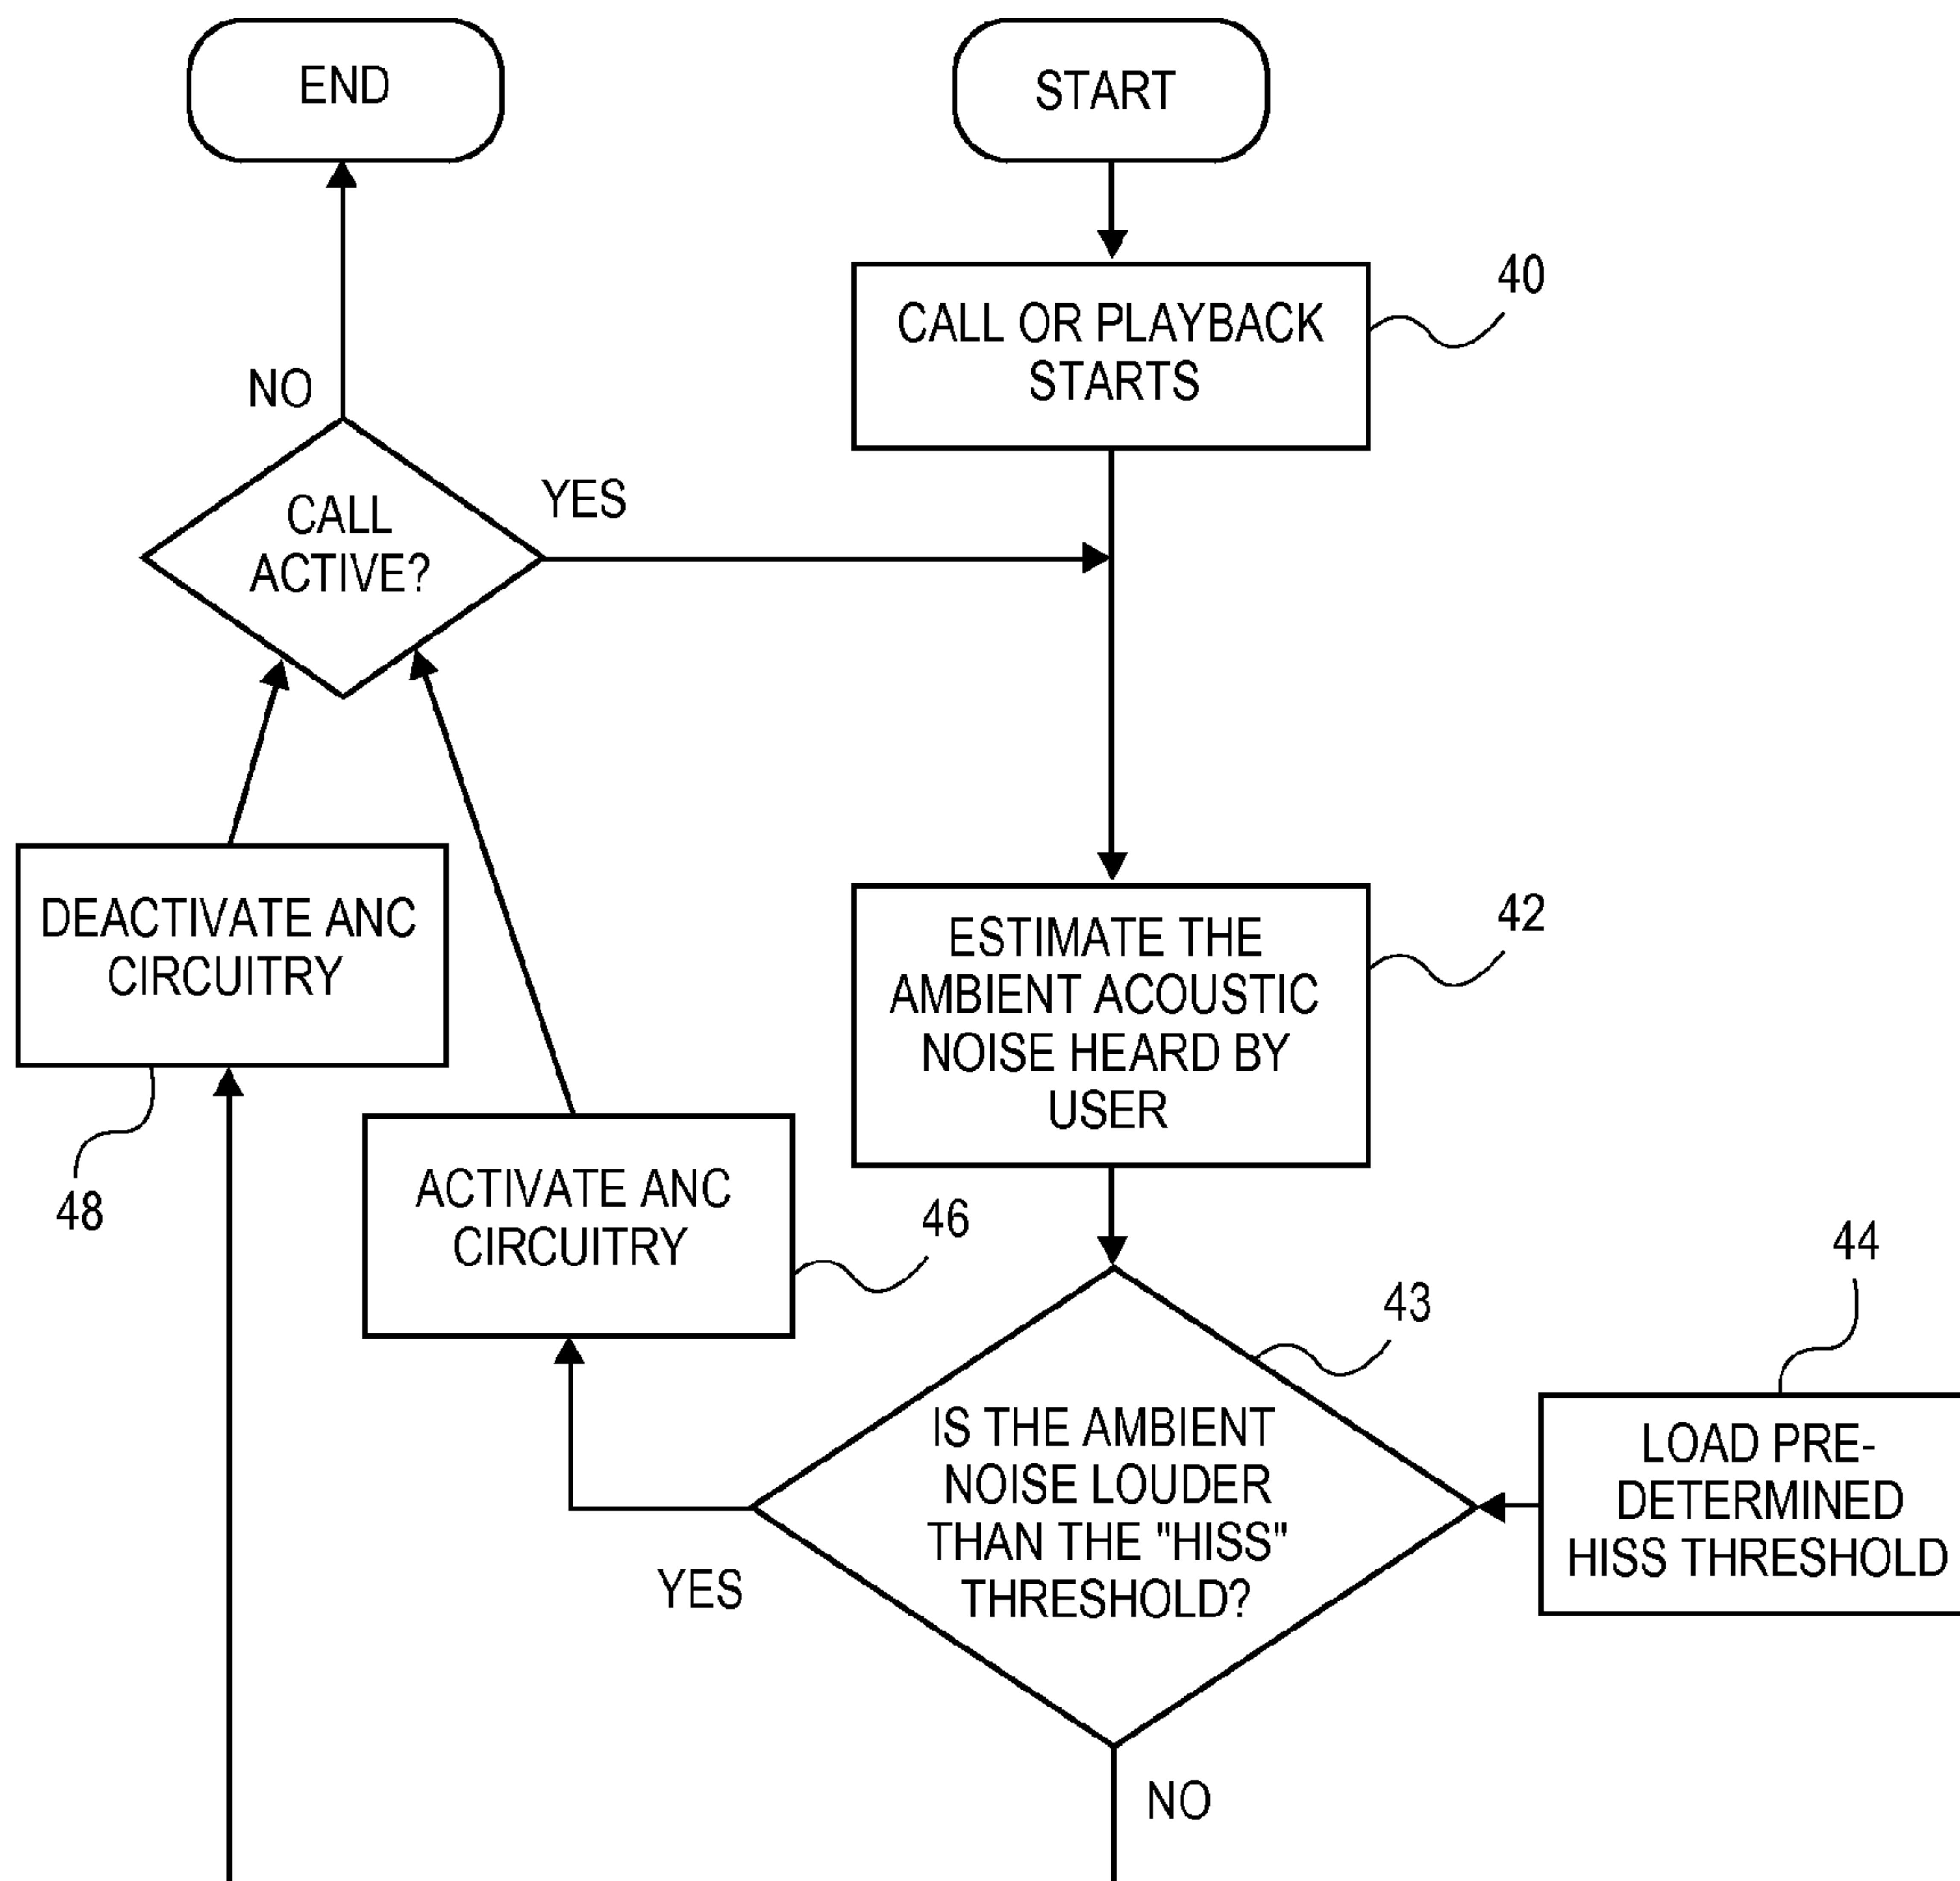 END
START
CALL OR PLAYBACK
STARTS
40
NO
CALL
ACTIVE?
YES
DEACTIVATE ANC
CIRCUITRY
48
ESTIMATE THE
AMBIENT ACOUSTIC
NOISE HEARD BY
USER
42
ACTIVATE ANC
CIRCUITRY
46
43
44
IS THE AMBIENT
NOISE LOUDER
THAN THE "HISS"
THRESHOLD?
LOAD PRE-
DETERMINED
HISS THRESHOLD
YES
NO